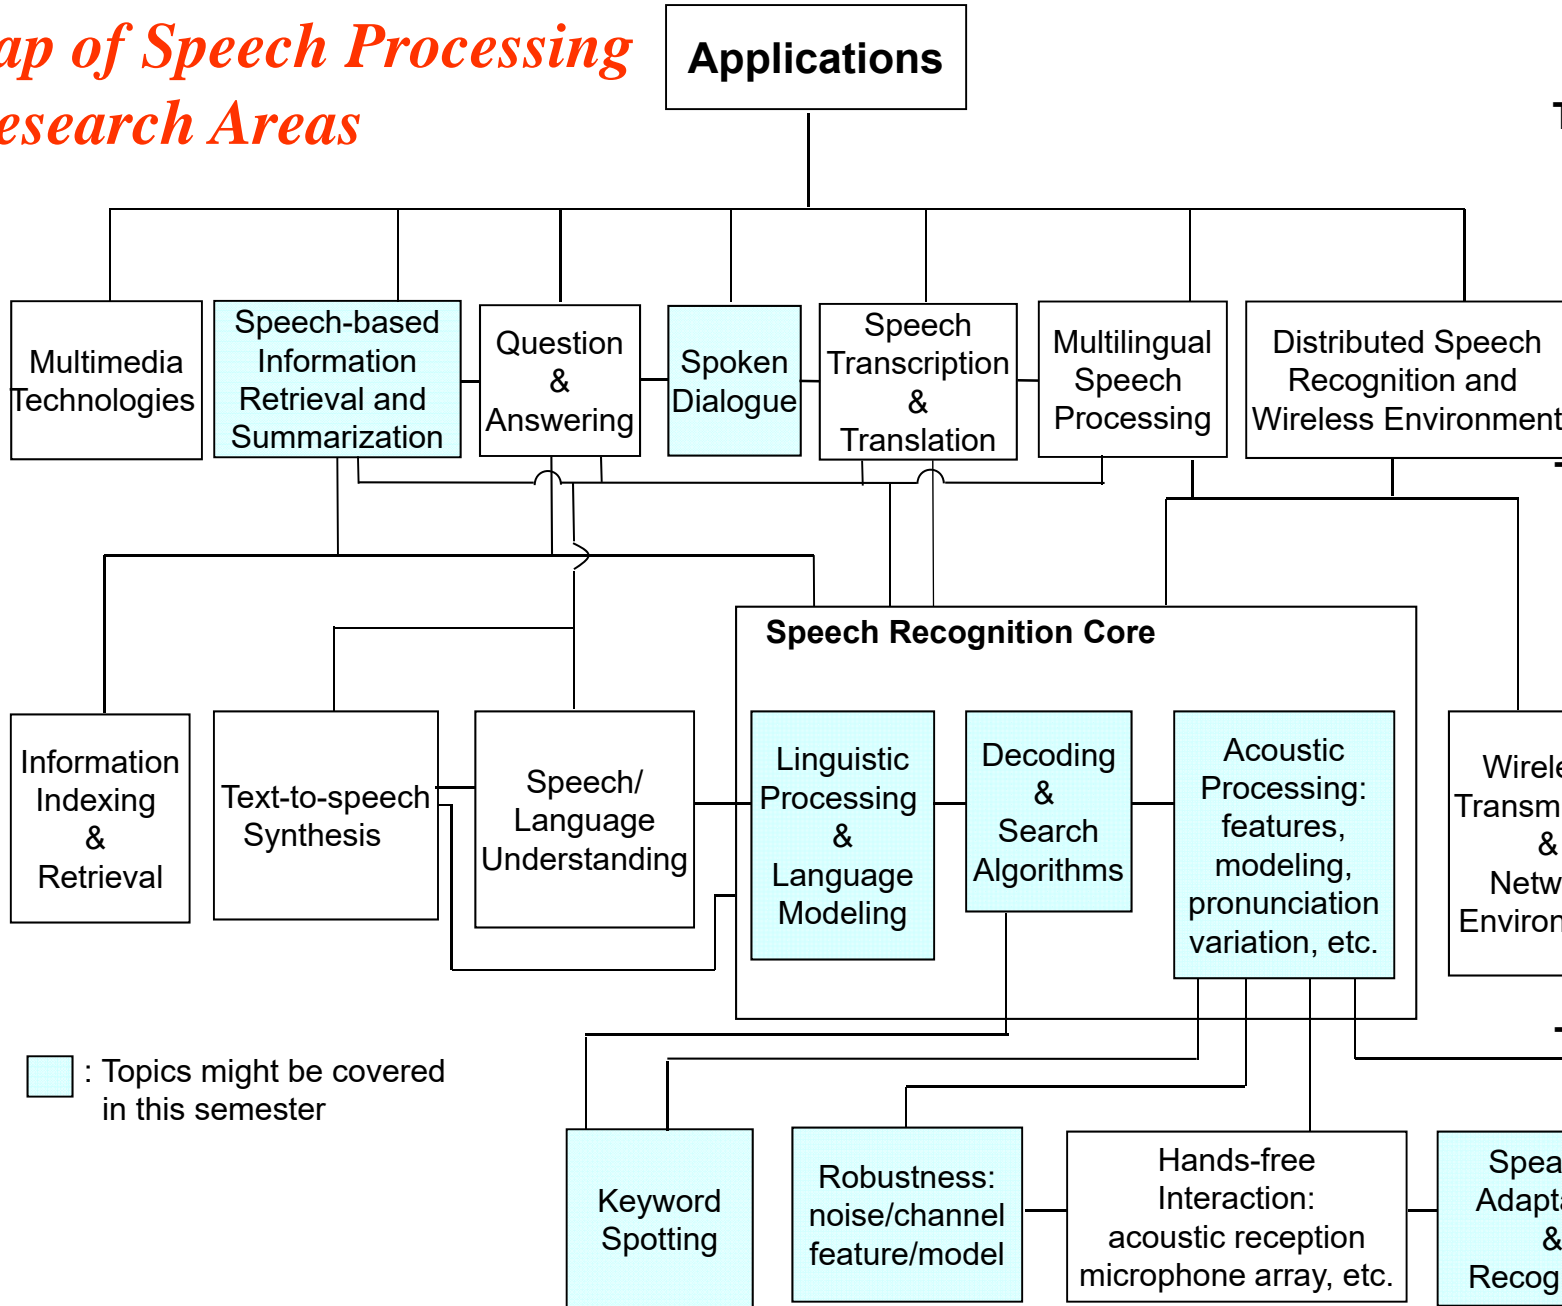 of Speech Processing
Areas
Applications
Multimedia
Technologies
Speech-based
Information
Retrieval and
Summarization
Question
&
Answering
Spoken
Dialogue
Speech
Transcription
&
Translation
Multilingual
Speech
Processing
Distributed Speech
Recognition and
Wireless Environment
Speech Recognition Core
Information
Indexing
&
Retrieval
Text-to-speech
Synthesis
Speech/
Language
Understanding
Linguistic
Processing
&
Language
Modeling
Decoding
&
Search
Algorithms
Acoustic
Processing:
features,
modeling,
pronunciation
variation, etc.
&
: Topics might be covered
in this semester
Keyword
Spotting
Robustness:
noise/channel
feature/model
Hands-free
Interaction:
acoustic reception
microphone array, etc.
&